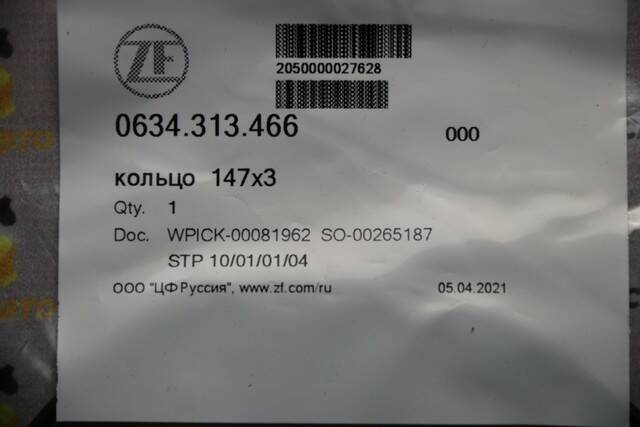 ZF
2050000027628
0634.313.466
000
кольцо 147x3
Qty. 1
Doc. WPICK-00081962 SO-00265187
STP 10/01/01/04
ООО "ЦФ Руссия", www.zf.com/ru
05.04.2021